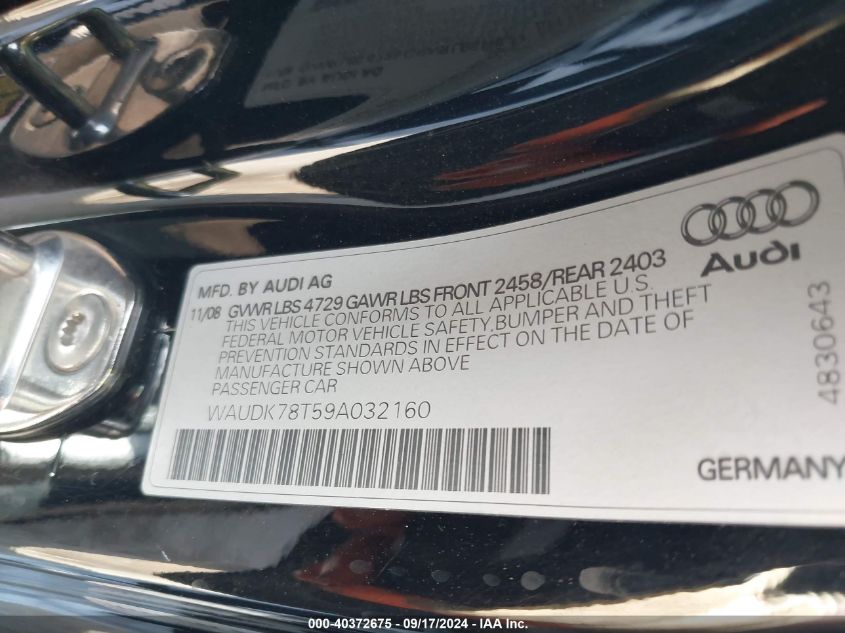 Audi
MFD. BY AUDI AG
11/08 GVWR LBS 4729 GAWR LBS FRONT 2458/REAR 2403
THIS VEHICLE CONFORMS TO ALL APPLICABLE U.S.
FEDERAL MOTOR VEHICLE SAFETY, BUMPER AND THEFT
PREVENTION STANDARDS IN EFFECT ON THE DATE OF
MANUFACTURE SHOWN ABOVE
PASSENGER CAR
WAUDK78T59A032160
4830643
GERMANY
000-40372675 - 09/17/2024 - IAA Inc.